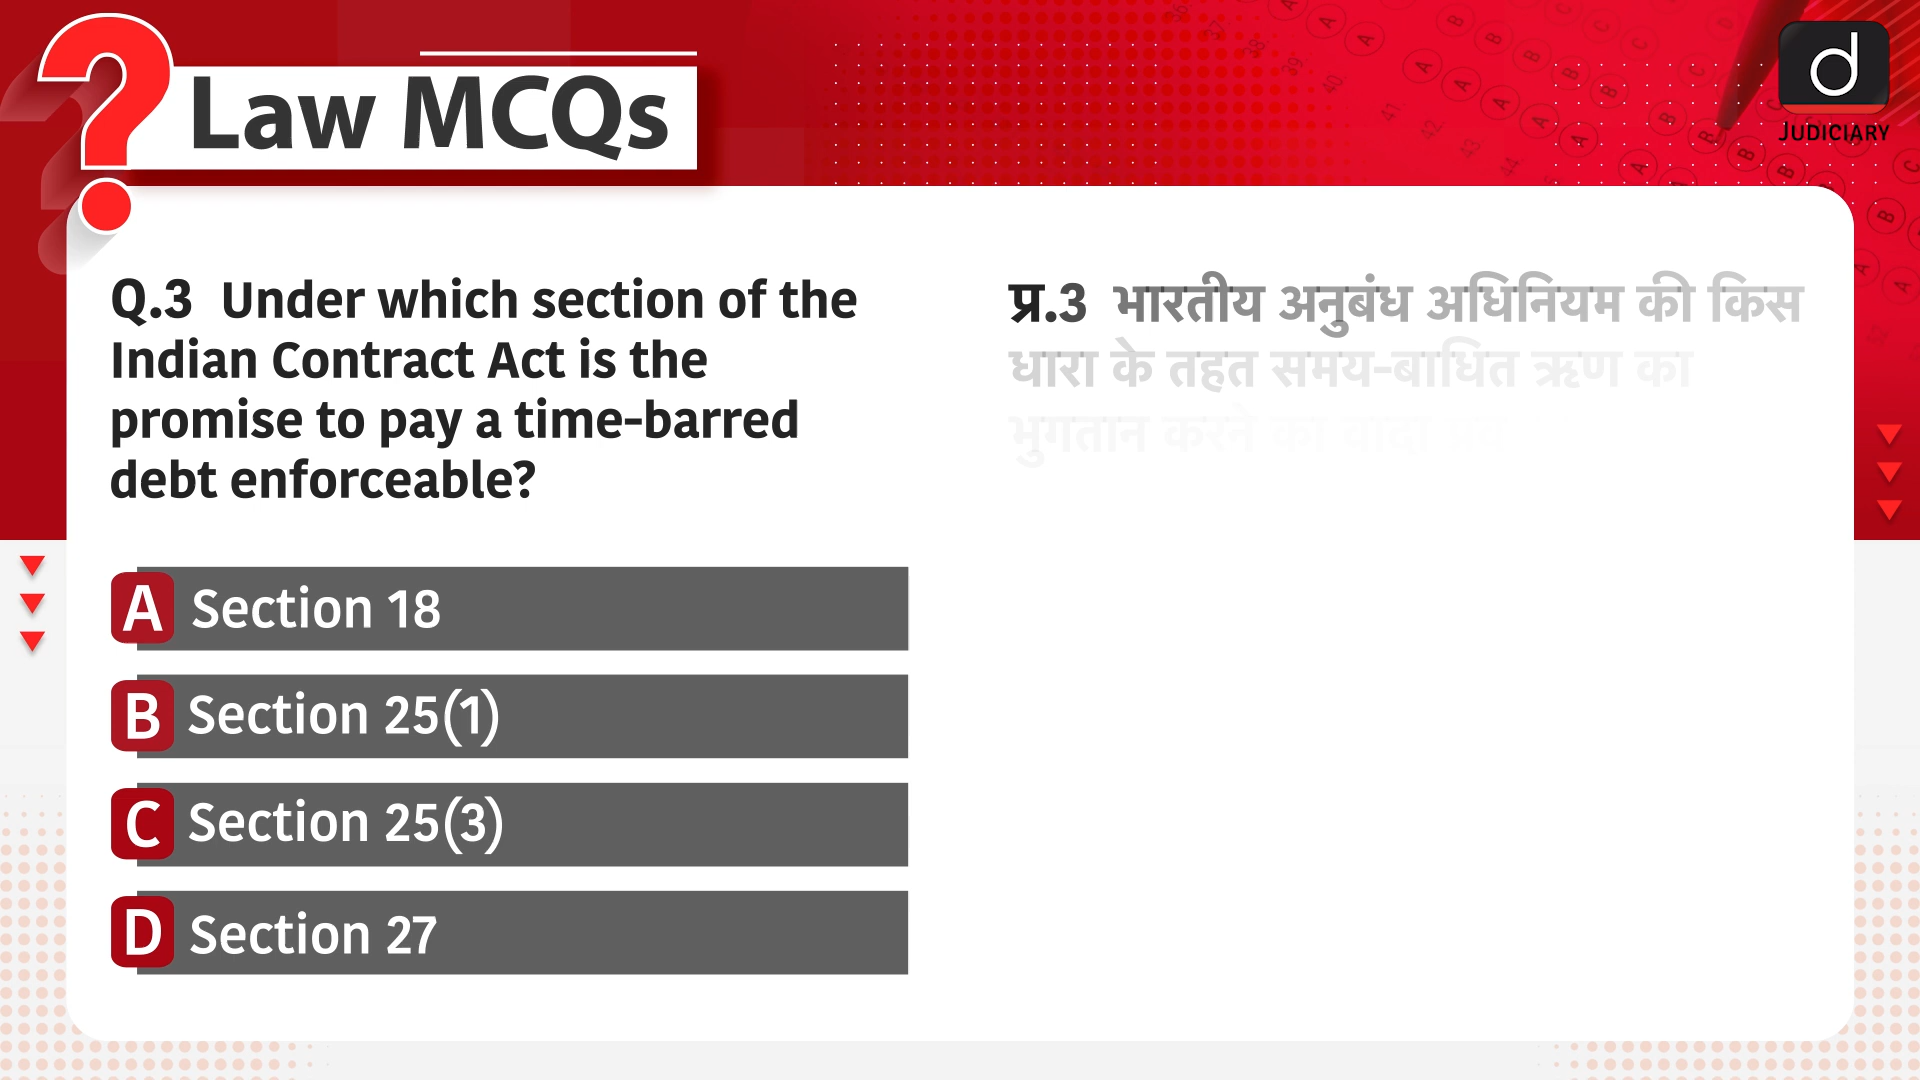 Law MCQs
JUDICIARY
Q.3 Under which section of the
Indian Contract Act is the
promise to pay a time-barred
debt enforceable?
A Section 18
B Section 25(1)
C Section 25(3)
D Section 27
प्र.3 भारतीय अनुबंध अधिनियम की किस
धारा के तहत समय-बाधित ऋण का
भुगतान करने का वादा